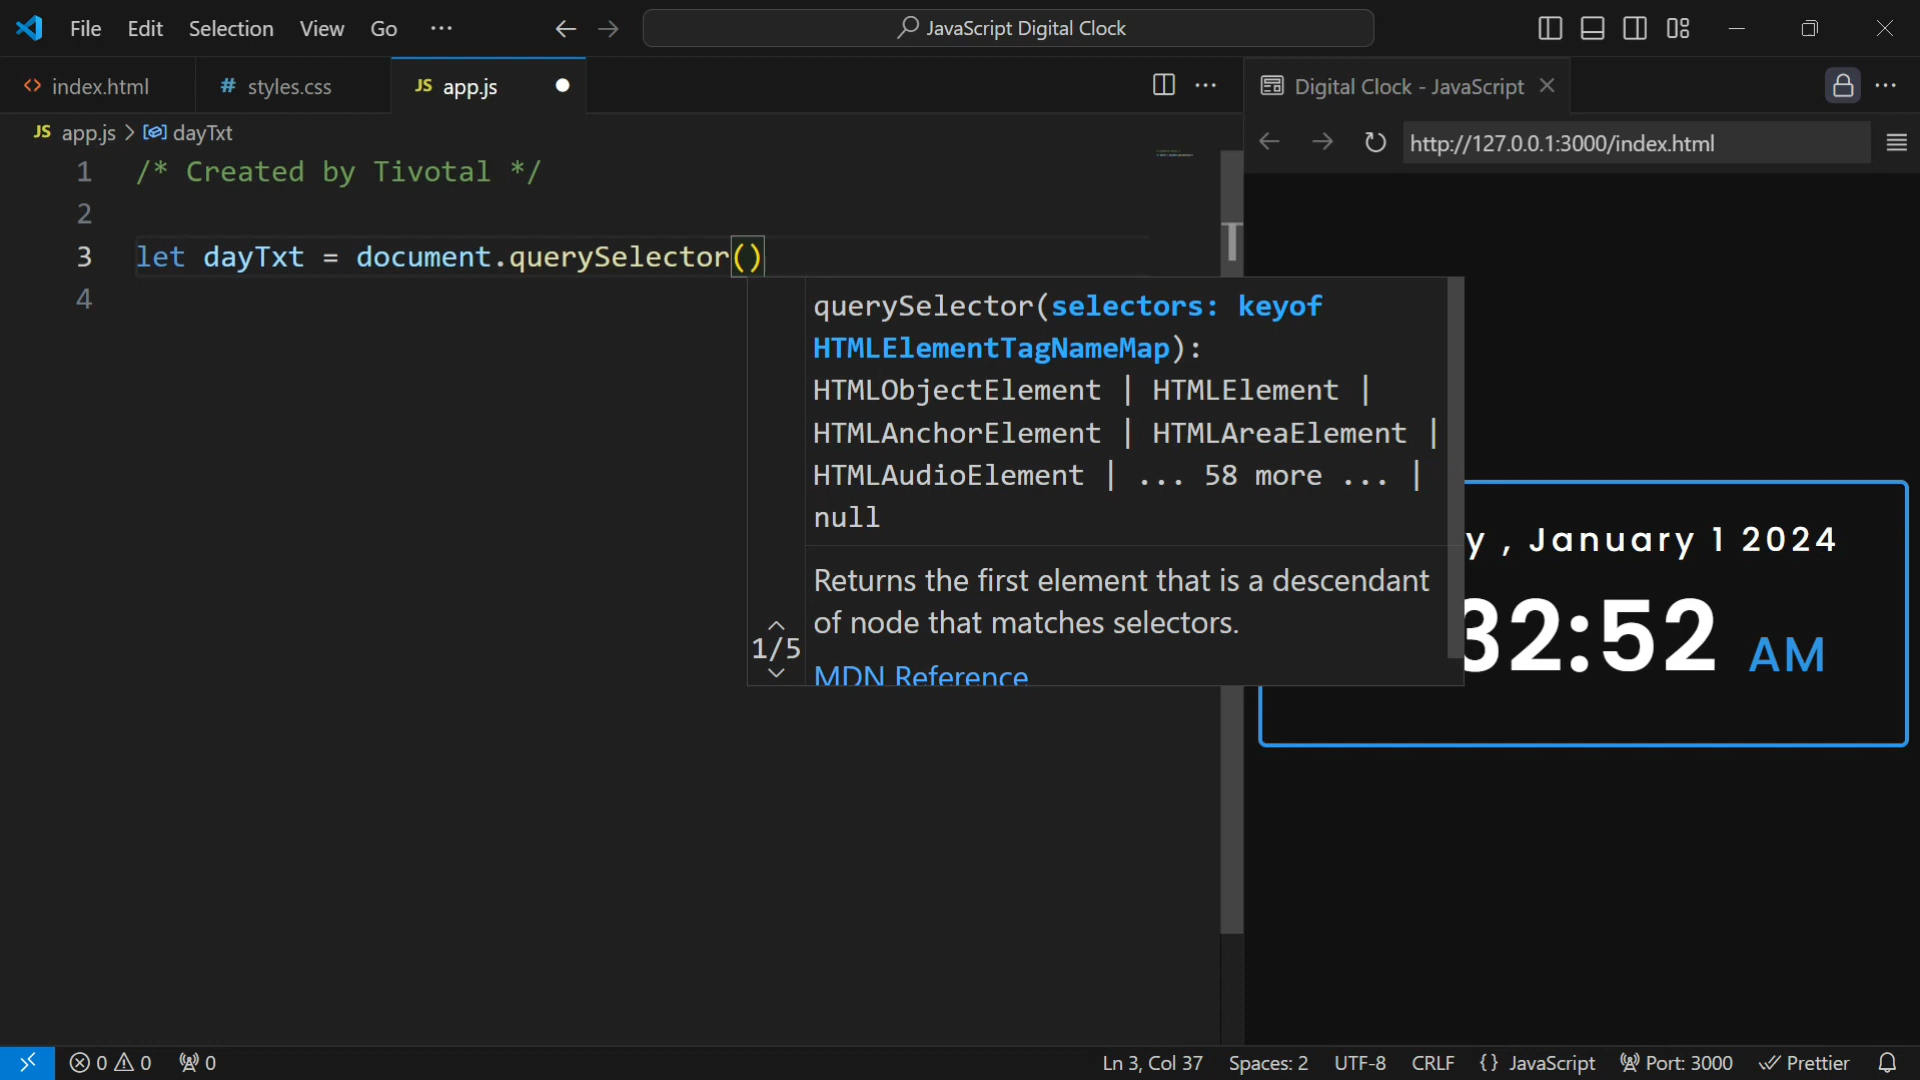 File Edit Selection View Go ···
JavaScript Digital Clock
index.html
# styles.css
JS app.js
···
Digital Clock - JavaScript
···
JS app.js > dayTxt
http://127.0.0.1:3000/index.html
1 /* Created by Tivotal */
2
3 let dayTxt = document.querySelector()
4
querySelector(selectors: keyof
HTMLElementTagNameMap):
HTMLObjectElement | HTMLElement |
HTMLAnchorElement | HTMLAreaElement |
HTMLAudioElement | ... 58 more ... |
null
Returns the first element that is a descendant
of node that matches selectors.
1/5
MDN Reference
y , January 1 2024
32:52 AM
0 0 0
Ln 3, Col 37 Spaces: 2 UTF-8 CRLF {} JavaScript Port: 3000 Prettier